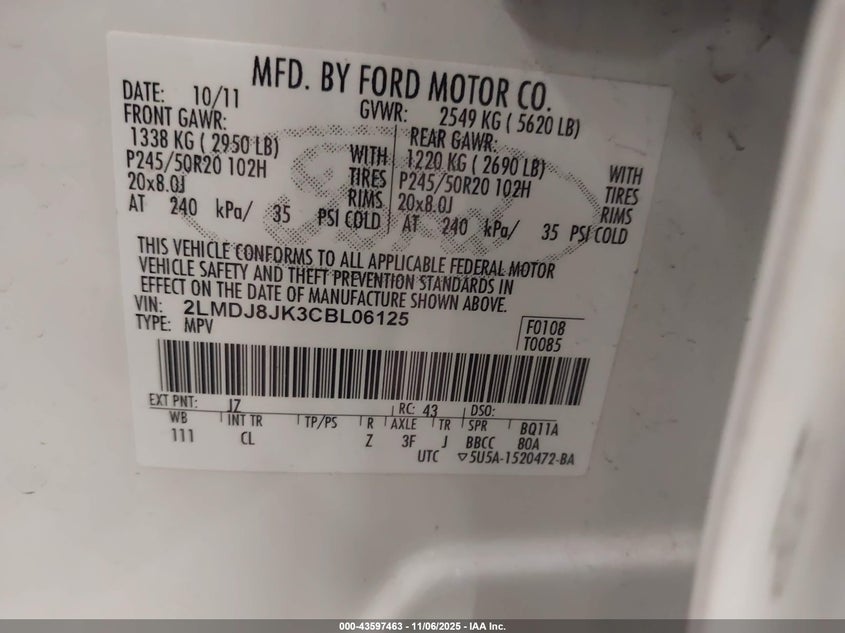 MFD. BY FORD MOTOR CO.
DATE: 10/11 GVWR: 2549 KG ( 5620 LB)
FRONT GAWR: REAR GAWR:
1338 KG ( 2950 LB) WITH 1220 KG ( 2690 LB) WITH
P245/50R20 102H TIRES P245/50R20 102H TIRES
20x8.0J RIMS 20x8.0J RIMS
AT 240 kPa/ 35 PSI COLD AT 240 kPa/ 35 PSI COLD
THIS VEHICLE CONFORMS TO ALL APPLICABLE FEDERAL MOTOR
VEHICLE SAFETY AND THEFT PREVENTION STANDARDS IN
EFFECT ON THE DATE OF MANUFACTURE SHOWN ABOVE.
VIN: 2LMDJ8JK3CBL06125 F0108
TYPE: MPV T0085
EXT PNT: JZ RC: 43 DSO:
WB INT TR TP/PS R AXLE TR SPR BQ11A
111 CL Z 3F J BBCC 80A
UTC ▽5U5A-1520472-BA
000-43597463 - 11/06/2025 - IAA Inc.